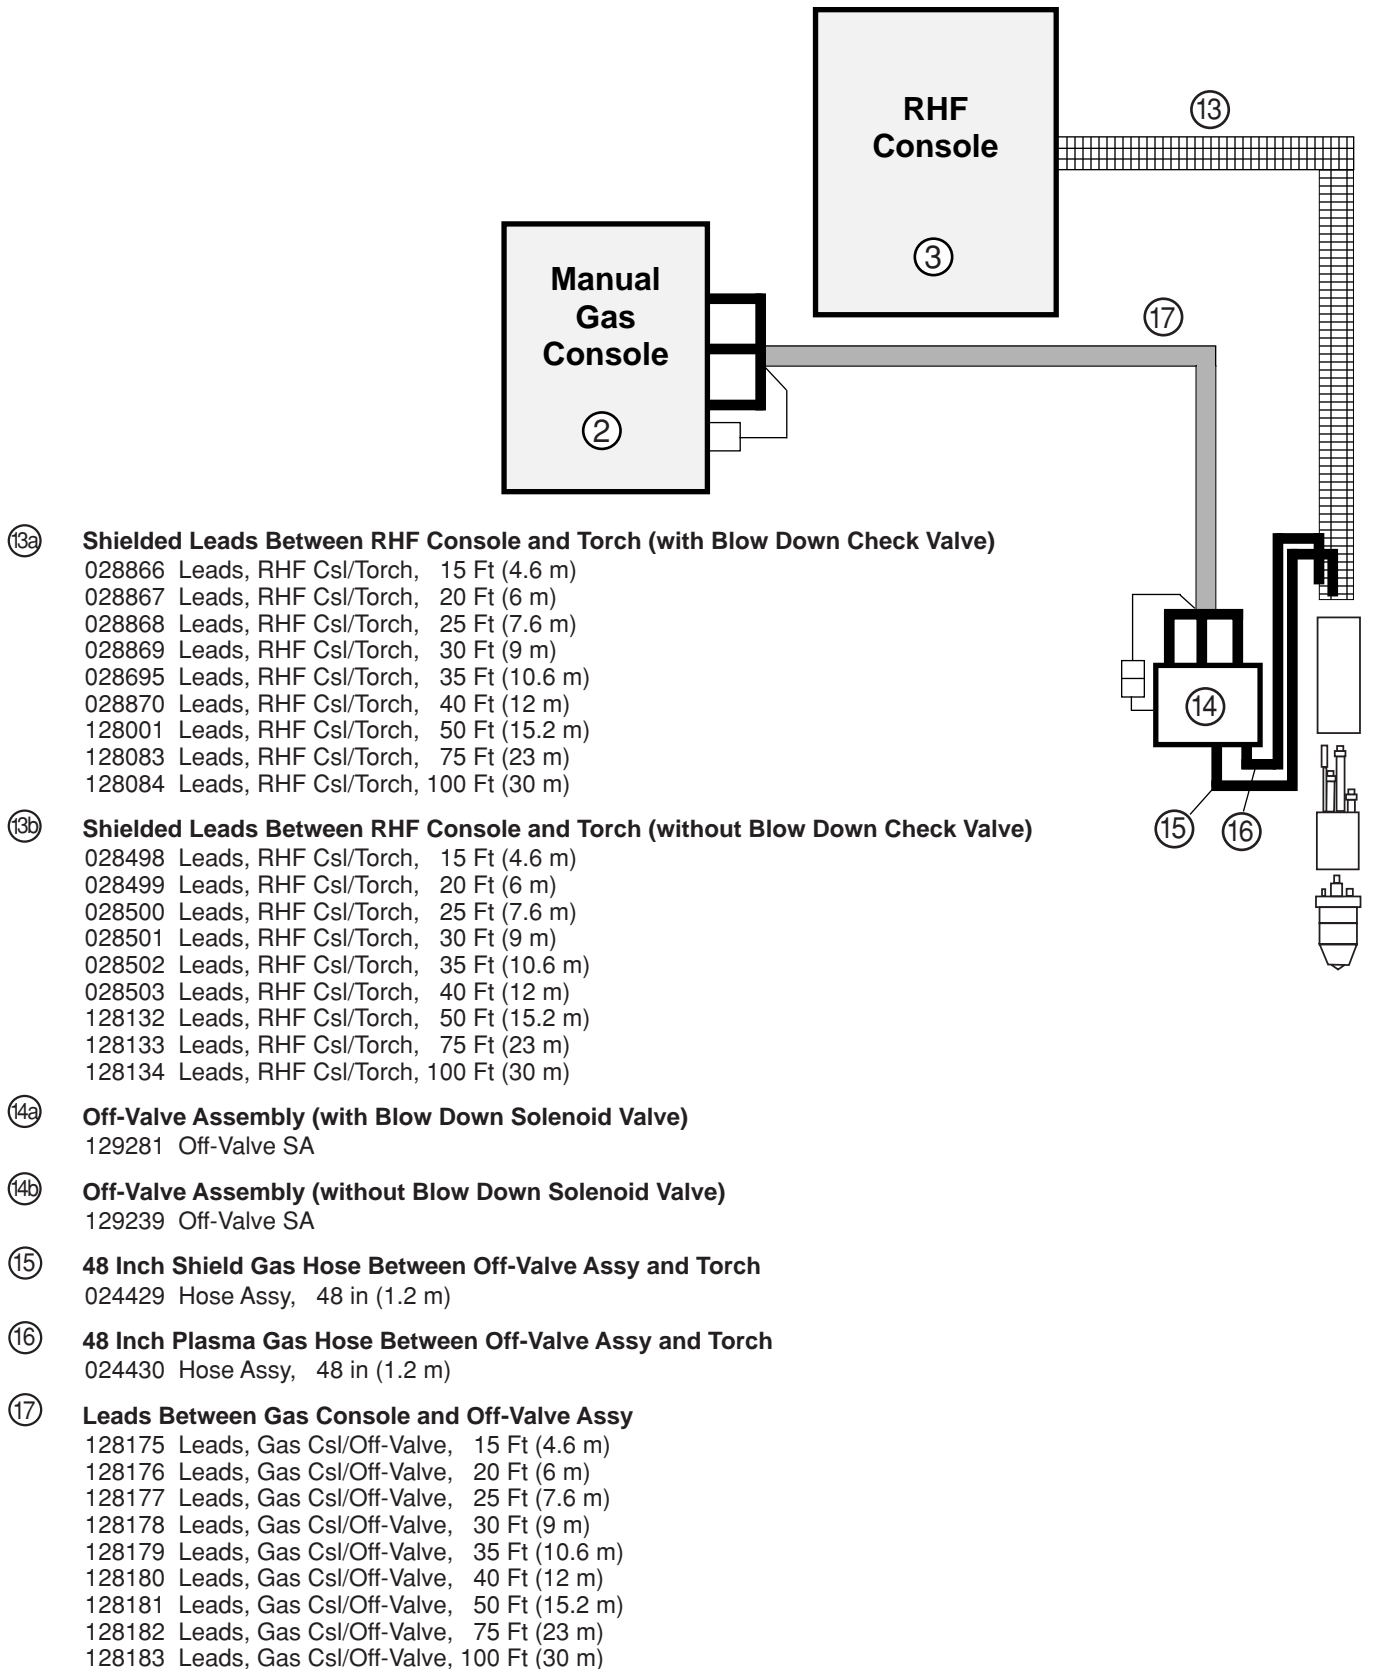 RHF
Console
3
13
Manual
Gas
Console
2
17
14
15
16
13a Shielded Leads Between RHF Console and Torch (with Blow Down Check Valve)
028866 Leads, RHF Csl/Torch, 15 Ft (4.6 m)
028867 Leads, RHF Csl/Torch, 20 Ft (6 m)
028868 Leads, RHF Csl/Torch, 25 Ft (7.6 m)
028869 Leads, RHF Csl/Torch, 30 Ft (9 m)
028695 Leads, RHF Csl/Torch, 35 Ft (10.6 m)
028870 Leads, RHF Csl/Torch, 40 Ft (12 m)
128001 Leads, RHF Csl/Torch, 50 Ft (15.2 m)
128083 Leads, RHF Csl/Torch, 75 Ft (23 m)
128084 Leads, RHF Csl/Torch, 100 Ft (30 m)
13b Shielded Leads Between RHF Console and Torch (without Blow Down Check Valve)
028498 Leads, RHF Csl/Torch, 15 Ft (4.6 m)
028499 Leads, RHF Csl/Torch, 20 Ft (6 m)
028500 Leads, RHF Csl/Torch, 25 Ft (7.6 m)
028501 Leads, RHF Csl/Torch, 30 Ft (9 m)
028502 Leads, RHF Csl/Torch, 35 Ft (10.6 m)
028503 Leads, RHF Csl/Torch, 40 Ft (12 m)
128132 Leads, RHF Csl/Torch, 50 Ft (15.2 m)
128133 Leads, RHF Csl/Torch, 75 Ft (23 m)
128134 Leads, RHF Csl/Torch, 100 Ft (30 m)
14a Off-Valve Assembly (with Blow Down Solenoid Valve)
129281 Off-Valve SA
14b Off-Valve Assembly (without Blow Down Solenoid Valve)
129239 Off-Valve SA
15 48 Inch Shield Gas Hose Between Off-Valve Assy and Torch
024429 Hose Assy, 48 in (1.2 m)
16 48 Inch Plasma Gas Hose Between Off-Valve Assy and Torch
024430 Hose Assy, 48 in (1.2 m)
17 Leads Between Gas Console and Off-Valve Assy
128175 Leads, Gas Csl/Off-Valve, 15 Ft (4.6 m)
128176 Leads, Gas Csl/Off-Valve, 20 Ft (6 m)
128177 Leads, Gas Csl/Off-Valve, 25 Ft (7.6 m)
128178 Leads, Gas Csl/Off-Valve, 30 Ft (9 m)
128179 Leads, Gas Csl/Off-Valve, 35 Ft (10.6 m)
128180 Leads, Gas Csl/Off-Valve, 40 Ft (12 m)
128181 Leads, Gas Csl/Off-Valve, 50 Ft (15.2 m)
128182 Leads, Gas Csl/Off-Valve, 75 Ft (23 m)
128183 Leads, Gas Csl/Off-Valve, 100 Ft (30 m)